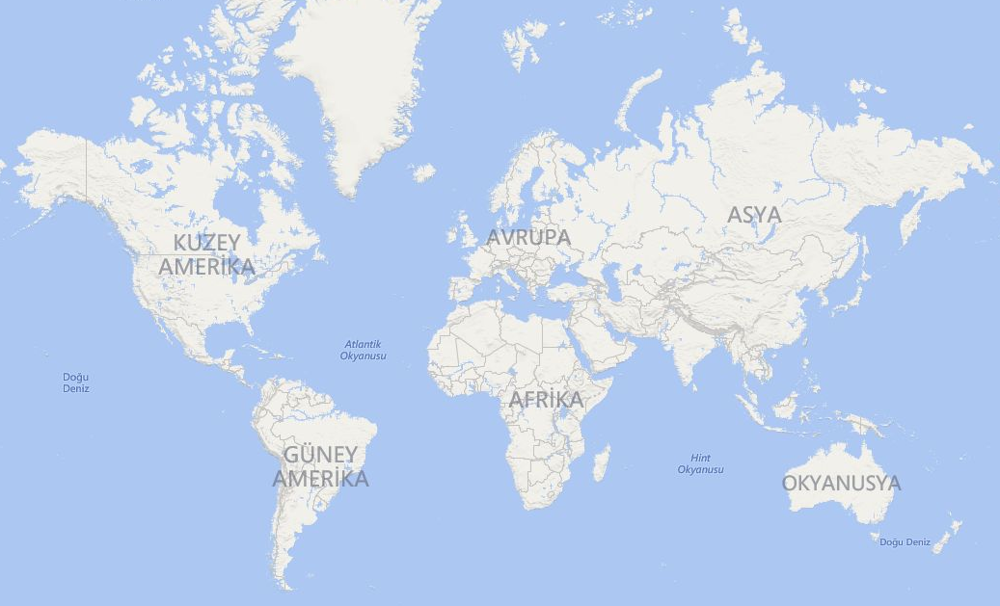 ASYA
AVRUPA
KUZEY
AMERİKA
Atlantik
Okyanusu
Doğu
Deniz
AFRİKA
GÜNEY
AMERİKA
Hint
Okyanusu
OKYANUSYA
Doğu Deniz